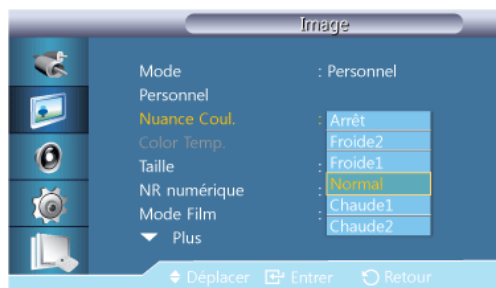 Image
Mode : Personnel
Personnel
Nuance Coul. : Arrêt
Froide2
Color Temp.
Taille : Froide1
NR numérique : Normal
Mode Film : Chaude1
Chaude2
Plus
Déplacer Entrer Retour